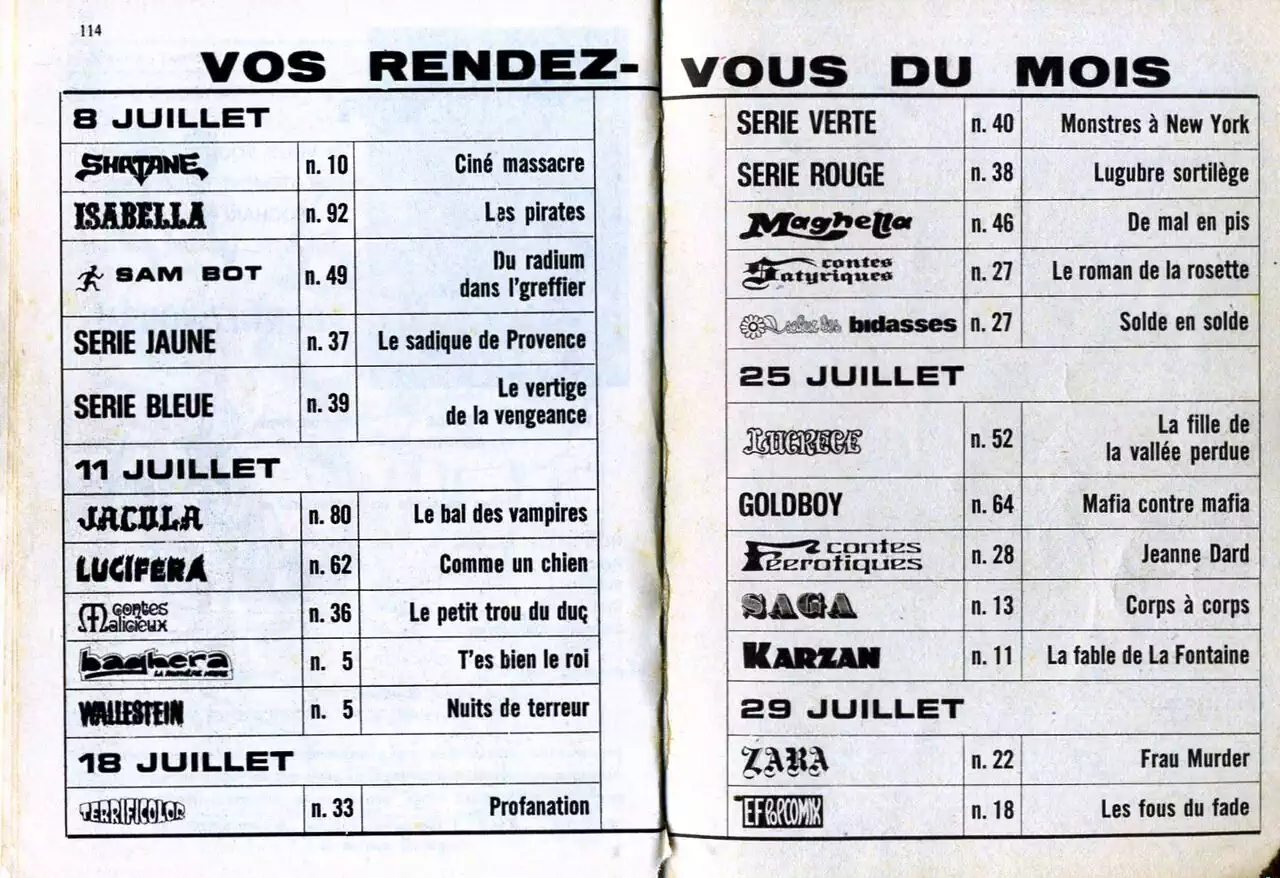 114
VOS RENDEZ-VOUS DU MOIS
8 JUILLET
SHATANE n. 10 Ciné massacre
ISABELLA n. 92 Les pirates
SAM BOT n. 49 Du radium
dans l'greffier
SERIE JAUNE n. 37 Le sadique de Provence
SERIE BLEUE n. 39 Le vertige
de la vengeance
11 JUILLET
JACULA n. 80 Le bal des vampires
LUCIFERA n. 62 Comme un chien
contes
Malicieux n. 36 Le petit trou du duç
baghera n. 5 T'es bien le roi
WALLESTEIN n. 5 Nuits de terreur
18 JUILLET
TERRIFICOLOR n. 33 Profanation
SERIE VERTE n. 40 Monstres à New York
SERIE ROUGE n. 38 Lugubre sortilège
Maghella n. 46 De mal en pis
contes
Satyriques n. 27 Le roman de la rosette
bidasses n. 27 Solde en solde
25 JUILLET
LUCRECE n. 52 La fille de
la vallée perdue
GOLDBOY n. 64 Mafia contre mafia
contes
Féerotiques n. 28 Jeanne Dard
SAGA n. 13 Corps à corps
KARZAN n. 11 La fable de La Fontaine
29 JUILLET
ZARA n. 22 Frau Murder
EF POPCOMIX n. 18 Les fous du fade